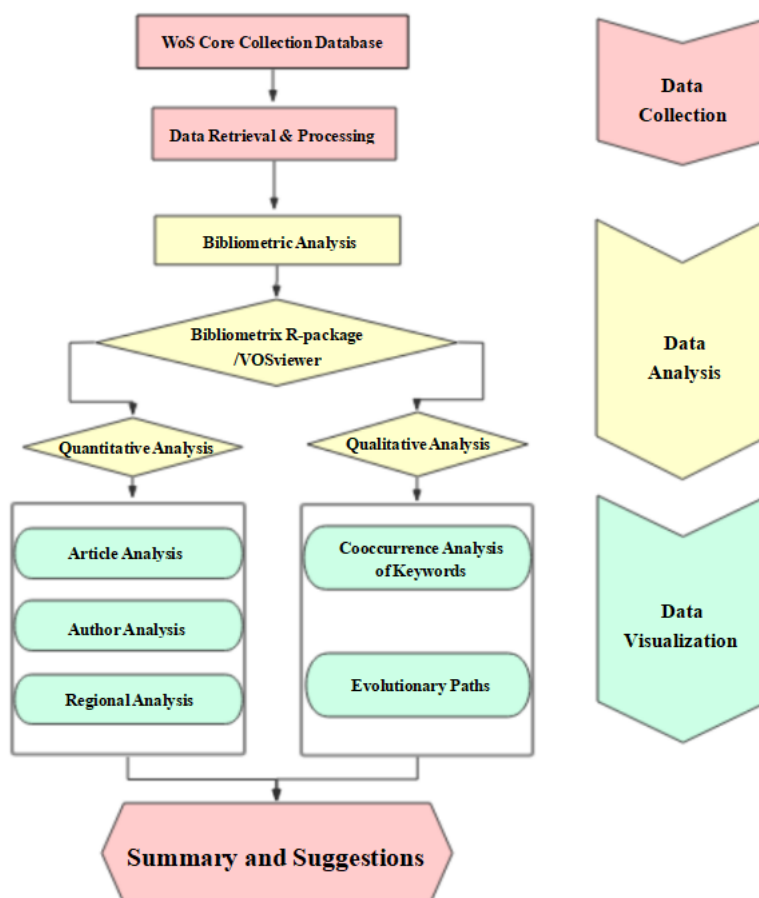 WoS Core Collection Database
Data Retrieval & Processing
Bibliometric Analysis
Bibliometrix R-package
/VOSviewer
Quantitative Analysis
Qualitative Analysis
Article Analysis
Author Analysis
Regional Analysis
Cooccurrence Analysis
of Keywords
Evolutionary Paths
Summary and Suggestions
Data
Collection
Data
Analysis
Data
Visualization